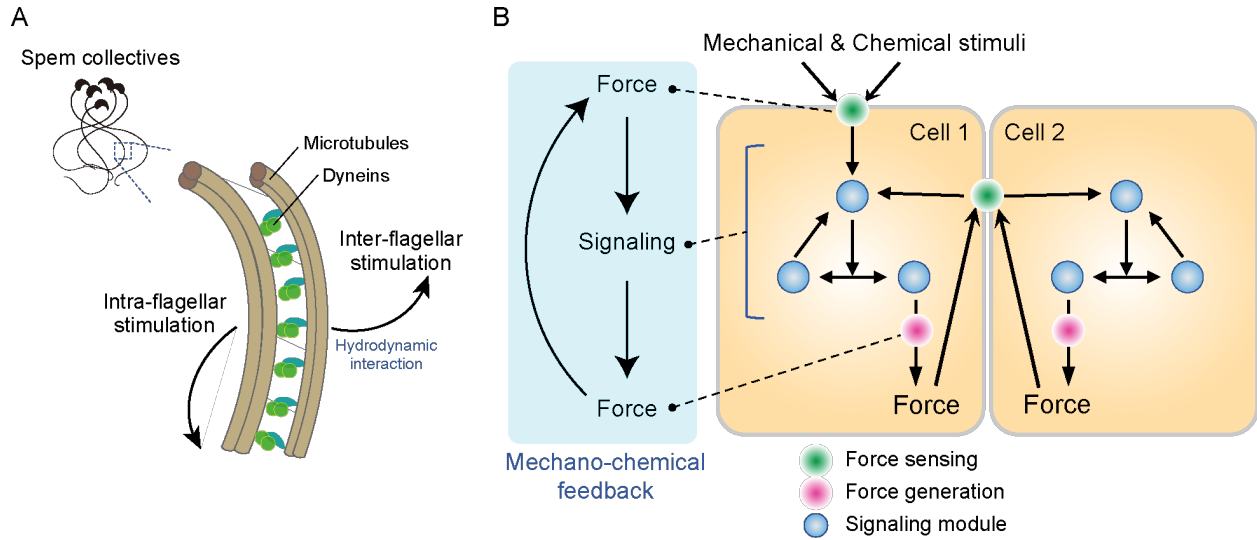 A
Spem collectives
Microtubules
Dyneins
Inter-flagellar
stimulation
Intra-flagellar
stimulation
Hydrodynamic
interaction
B
Mechanical & Chemical stimuli
Force
Signaling
Force
Mechano-chemical
feedback
Cell 1
Cell 2
Force
Force
Force sensing
Force generation
Signaling module